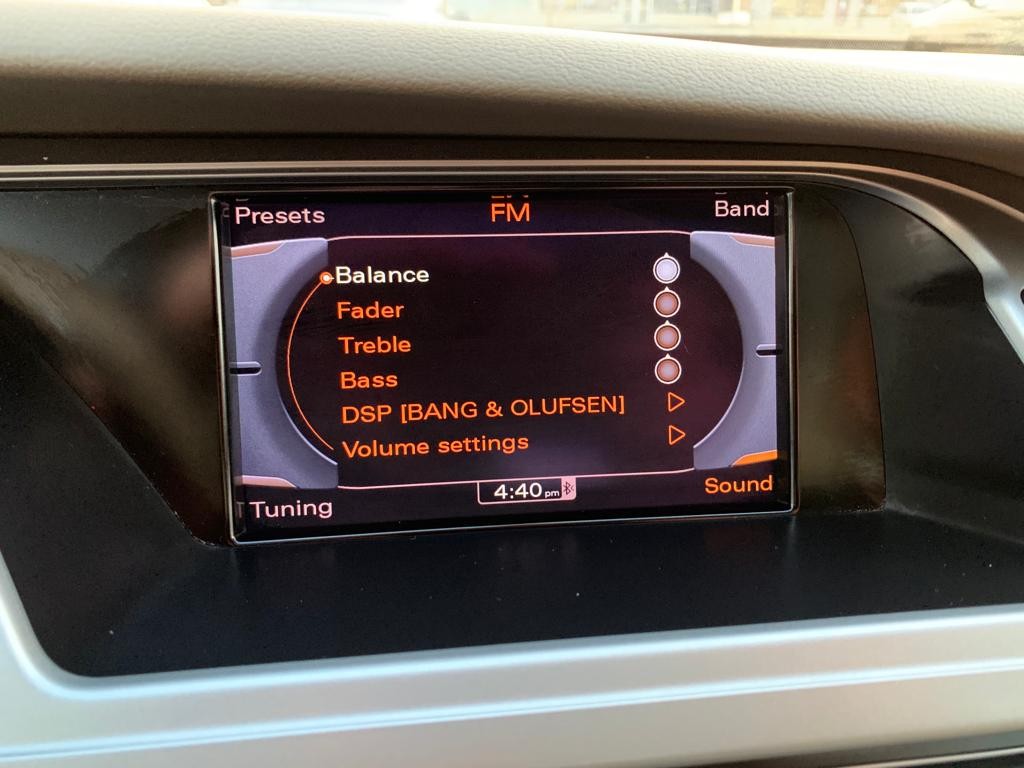 Presets FM Band
Balance
Fader
Treble
Bass
DSP [BANG & OLUFSEN]
Volume settings
Tuning 4:40 pm Sound